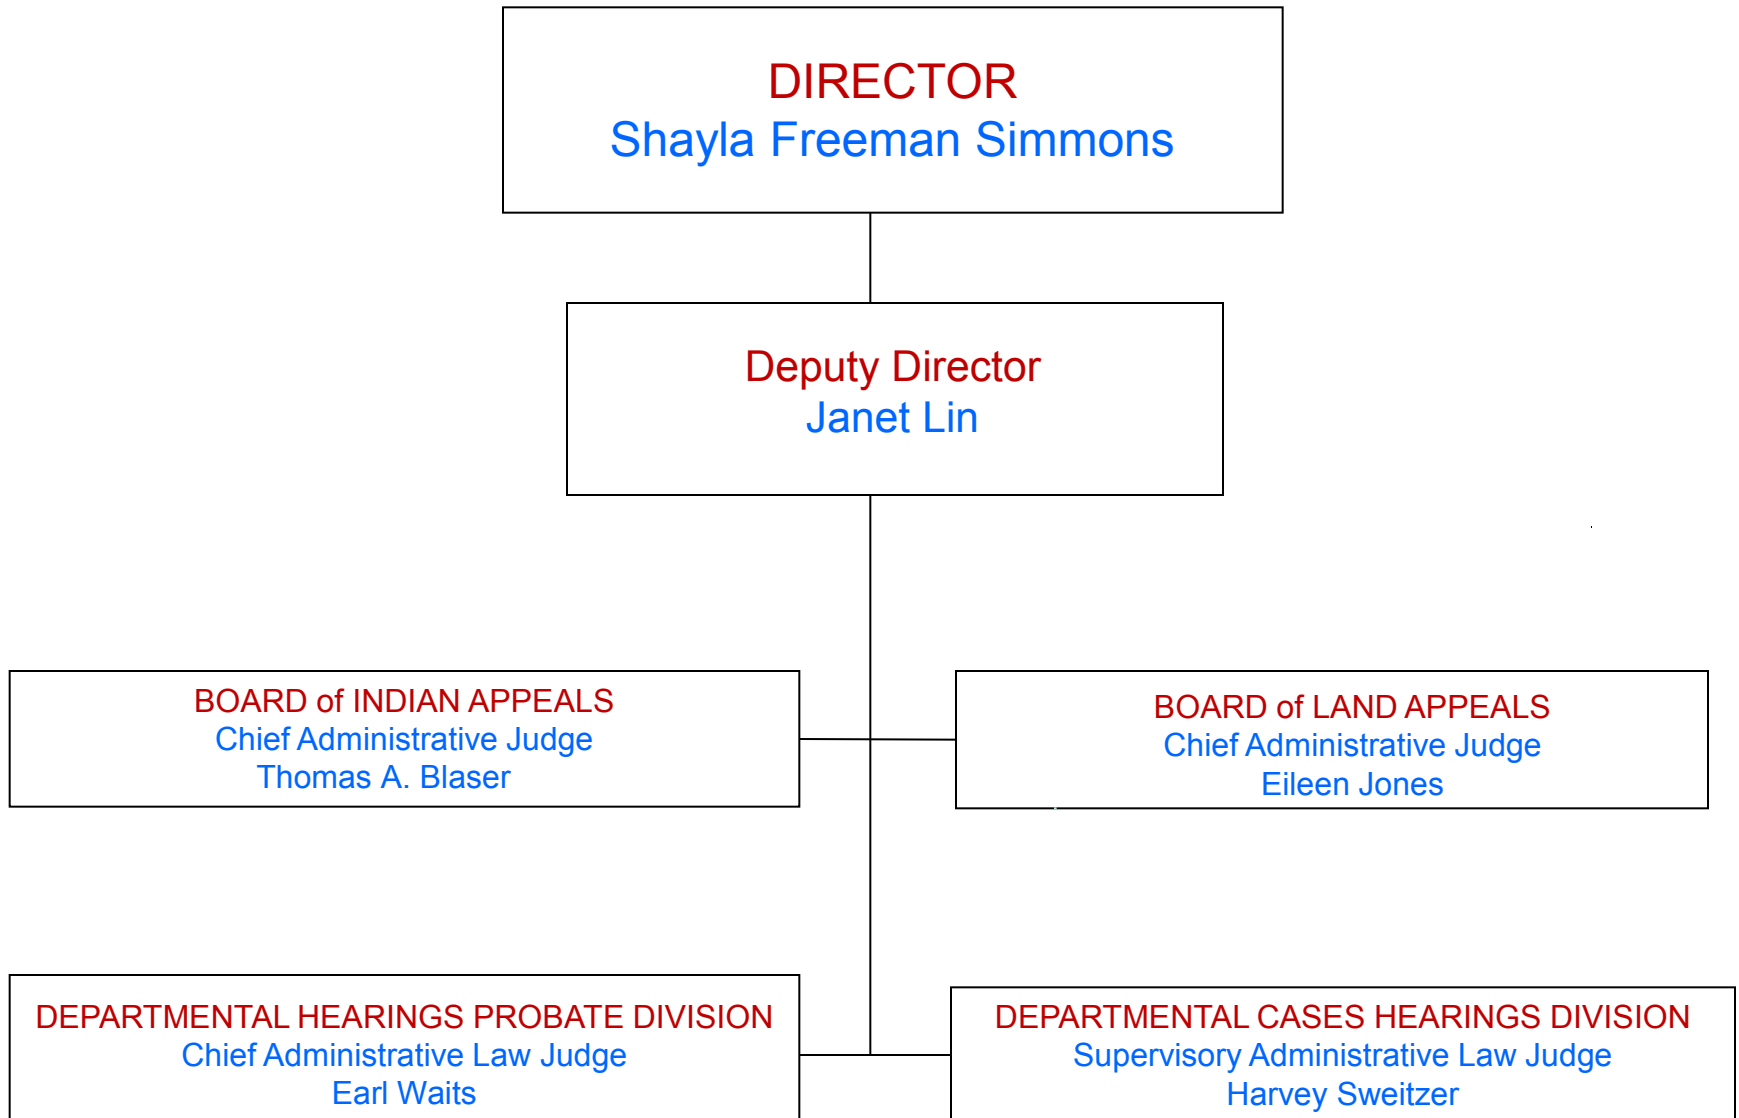 DIRECTOR
Shayla Freeman Simmons
Deputy Director
Janet Lin
BOARD of INDIAN APPEALS
Chief Administrative Judge
Thomas A. Blaser
BOARD of LAND APPEALS
Chief Administrative Judge
Eileen Jones
DEPARTMENTAL HEARINGS PROBATE DIVISION
Chief Administrative Law Judge
Earl Waits
DEPARTMENTAL CASES HEARINGS DIVISION
Supervisory Administrative Law Judge
Harvey Sweitzer